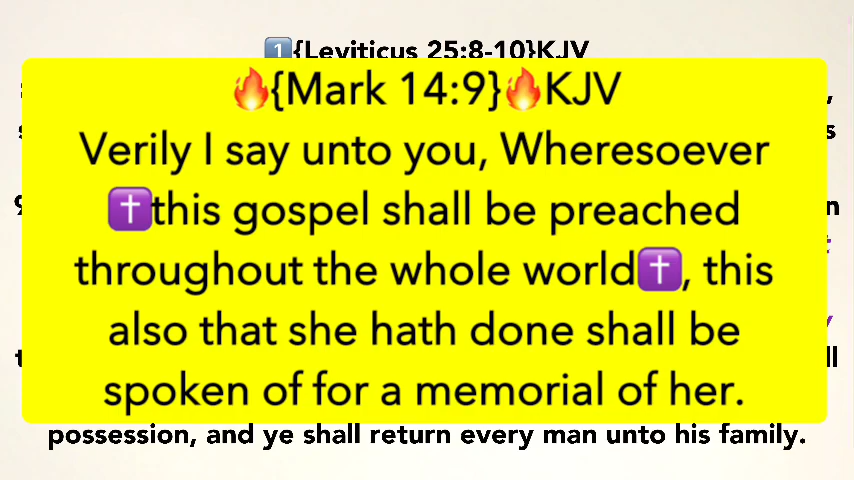 1️⃣{Leviticus 25:8-10}KJV
🔥{Mark 14:9}🔥KJV
Verily I say unto you, Wheresoever
✝️this gospel shall be preached
throughout the whole world✝️, this
also that she hath done shall be
spoken of for a memorial of her.
possession, and ye shall return every man unto his family.